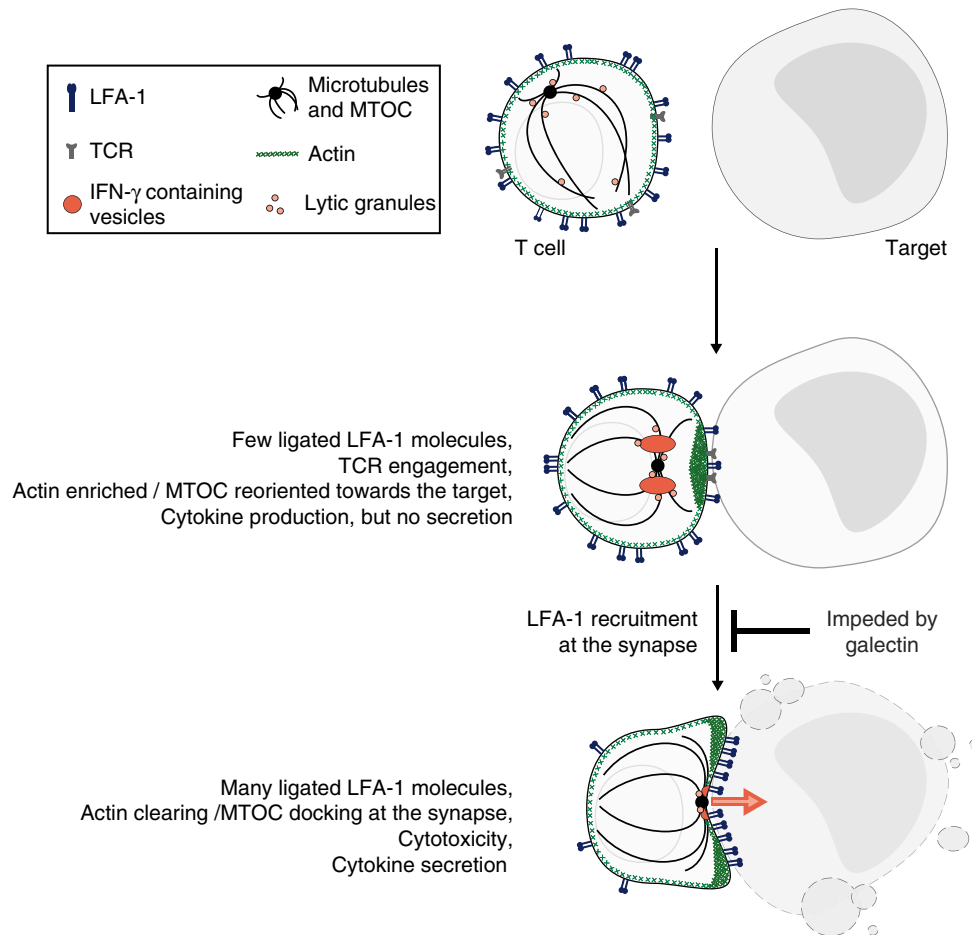 LFA-1
Microtubules
and MTOC
TCR
Actin
IFN-γ containing
vesicles
Lytic granules
T cell
Target
Few ligated LFA-1 molecules,
TCR engagement,
Actin enriched / MTOC reoriented towards the target,
Cytokine production, but no secretion
LFA-1 recruitment
at the synapse
Impeded by
galectin
Many ligated LFA-1 molecules,
Actin clearing /MTOC docking at the synapse,
Cytotoxicity,
Cytokine secretion